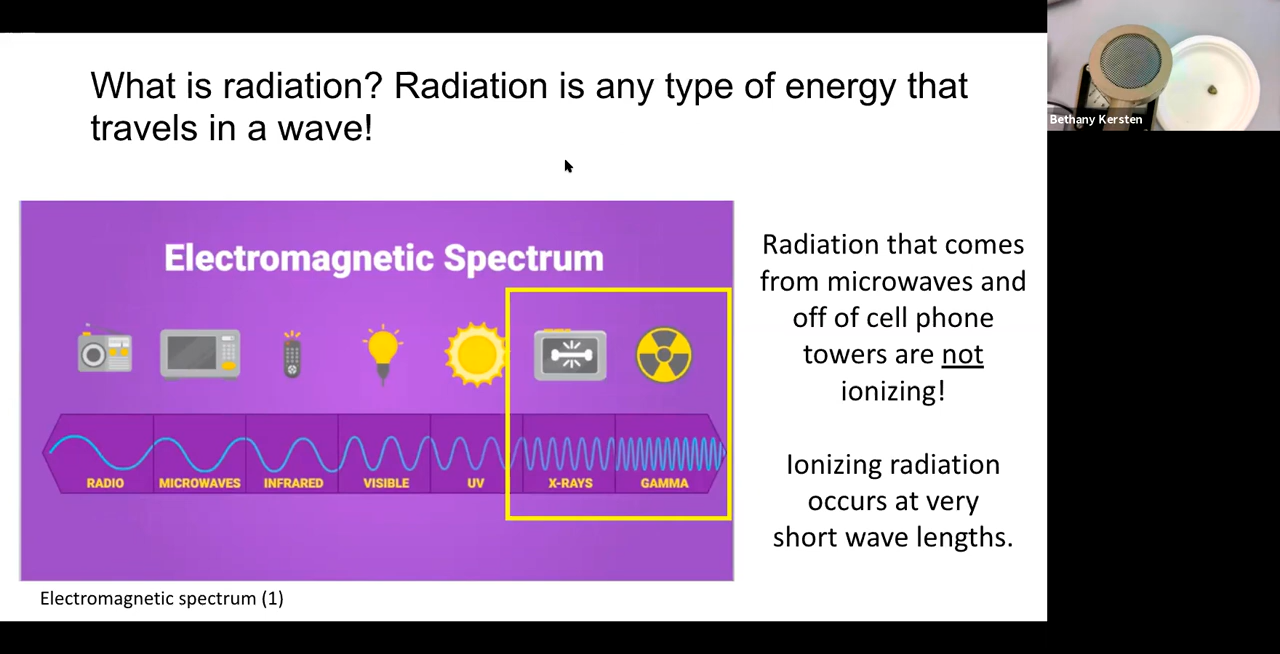 What is radiation? Radiation is any type of energy that
travels in a wave!
Bethany Kersten
Electromagnetic Spectrum
RADIO
MICROWAVES
INFRARED
VISIBLE
UV
X-RAYS
GAMMA
Radiation that comes
from microwaves and
off of cell phone
towers are not
ionizing!
Ionizing radiation
occurs at very
short wave lengths.
Electromagnetic spectrum (1)